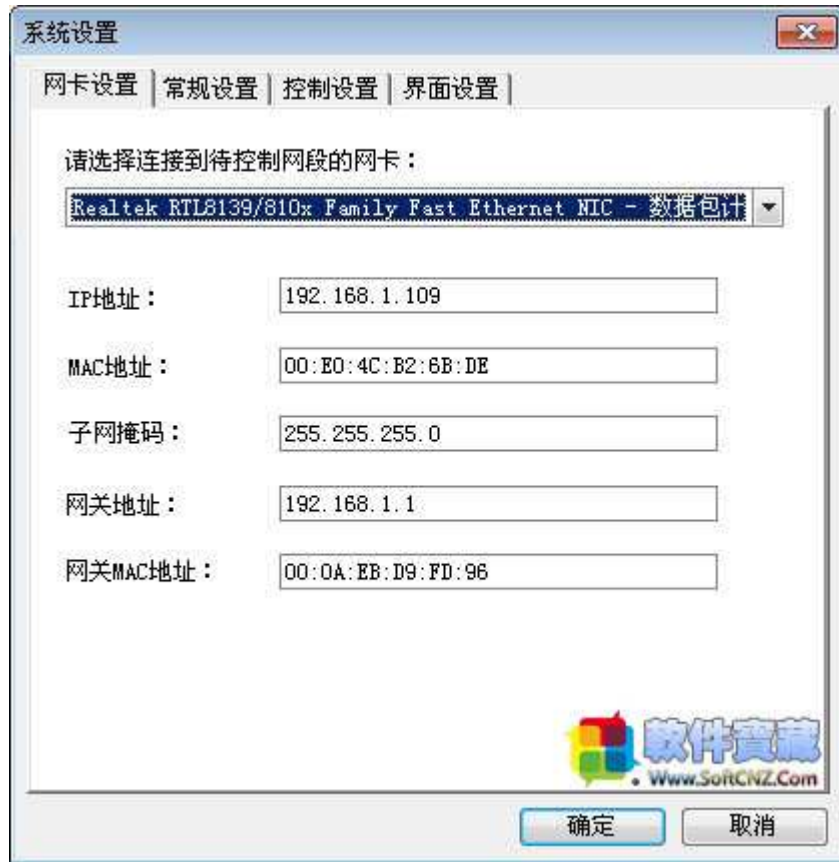 系统设置
网卡设置 常规设置 控制设置 界面设置
请选择连接到待控制网段的网卡：
Realtek RTL8139/810x Family Fast Ethernet NIC - 数据包计
IP地址： 192.168.1.109
MAC地址： 00:E0:4C:B2:6B:DE
子网掩码： 255.255.255.0
网关地址： 192.168.1.1
网关MAC地址： 00:0A:EB:D9:FD:96
軟件寶藏
Www.SoftCNZ.Com
确定 取消